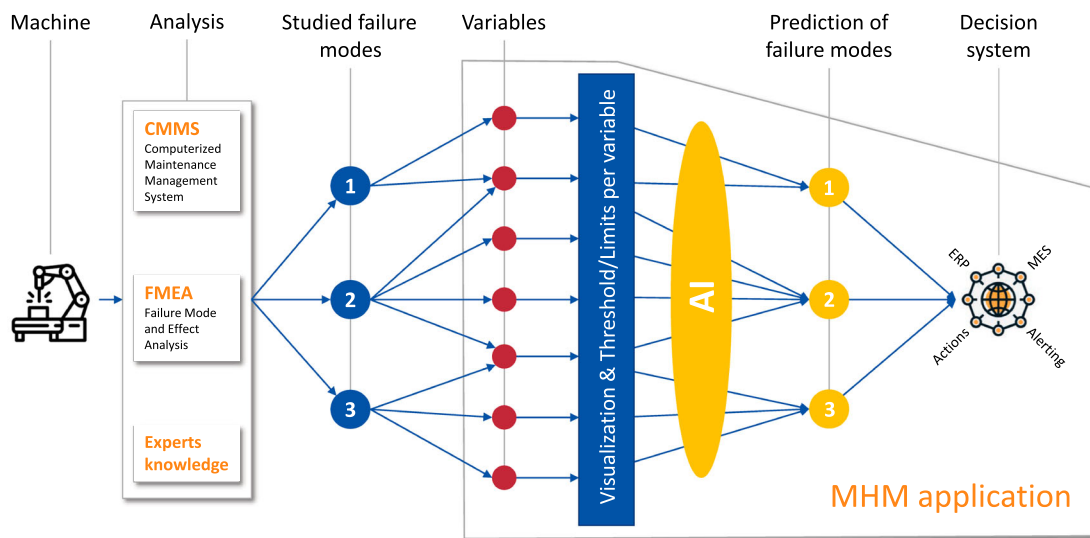 Machine
Analysis
Studied failure
modes
Variables
Prediction of
failure modes
Decision
system
CMMS
Computerized
Maintenance
Management
System
FMEA
Failure Mode
and Effect
Analysis
Experts
knowledge
1
2
3
Visualization & Threshold/Limits per variable
AI
1
2
3
ERP
MES
Actions
Alerting
MHM application